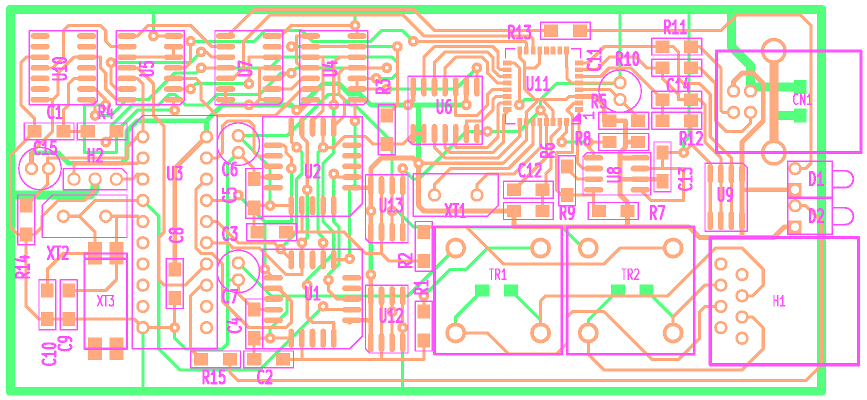 R13
R11
U10
U5
U7
U4
C11
R10
U11
R3
C14
CN1
U6
R5
C1
R4
1
R8
R12
C15
H2
U3
C6
U2
R6
U8
C13
C12
D1
C5
U13
XT1
R9
R7
U9
D2
C3
C8
XT2
R14
R2
TR1
TR2
H1
C7
R1
XT3
U1
U12
C4
C10
C9
R15
C2